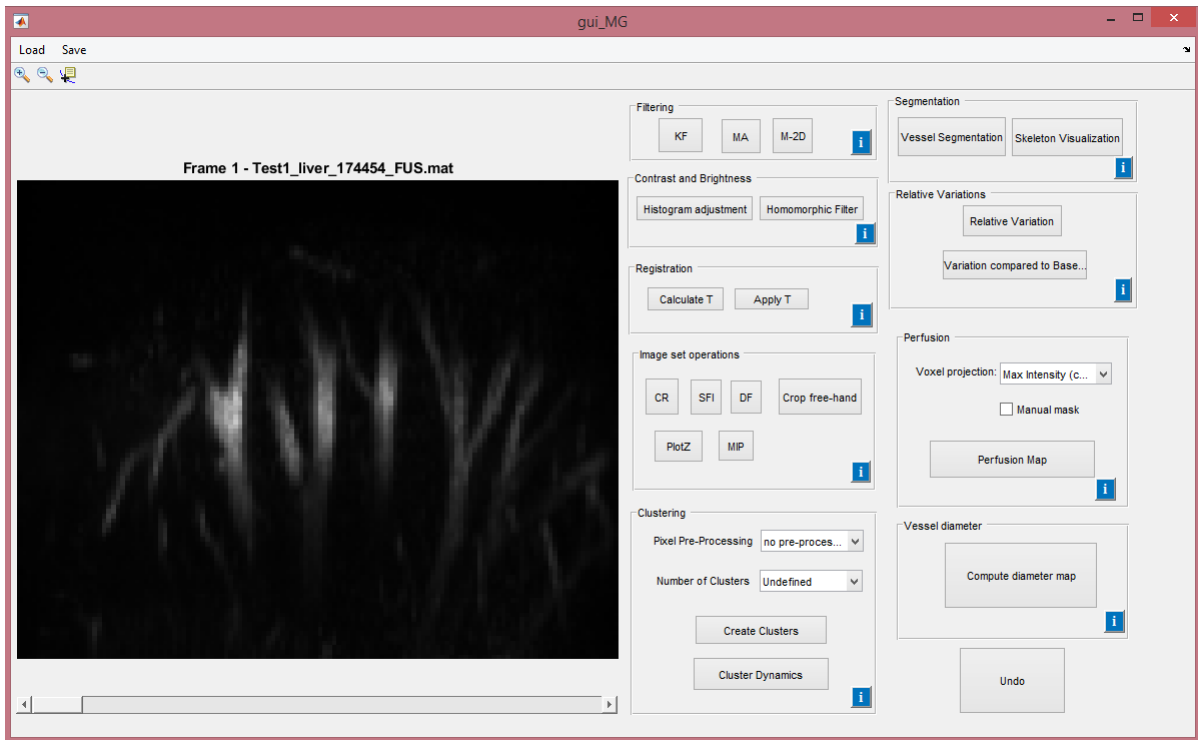 gui_MG
Load Save
Frame 1 - Test1_liver_174454_FUS.mat
Filtering
KF MA M-2D
i
Contrast and Brightness
Histogram adjustment Homomorphic Filter
i
Registration
Calculate T Apply T
i
Image set operations
CR SFI DF Crop free-hand
PlotZ MIP
i
Clustering
Pixel Pre-Processing no pre-proces...
Number of Clusters Undefined
Create Clusters
Cluster Dynamics
i
Segmentation
Vessel Segmentation Skeleton Visualization
i
Relative Variations
Relative Variation
Variation compared to Base...
i
Perfusion
Voxel projection: Max Intensity (c...
Manual mask
Perfusion Map
i
Vessel diameter
Compute diameter map
i
Undo